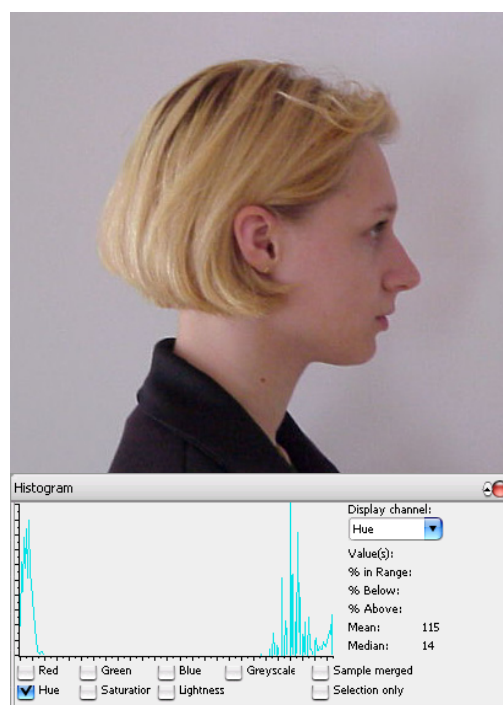 Histogram
Display channel:
Hue
Value(s):
% in Range:
% Below:
% Above:
Mean: 115
Median: 14
Red Green Blue Greyscale Sample merged
Hue Saturatior Lightness Selection only